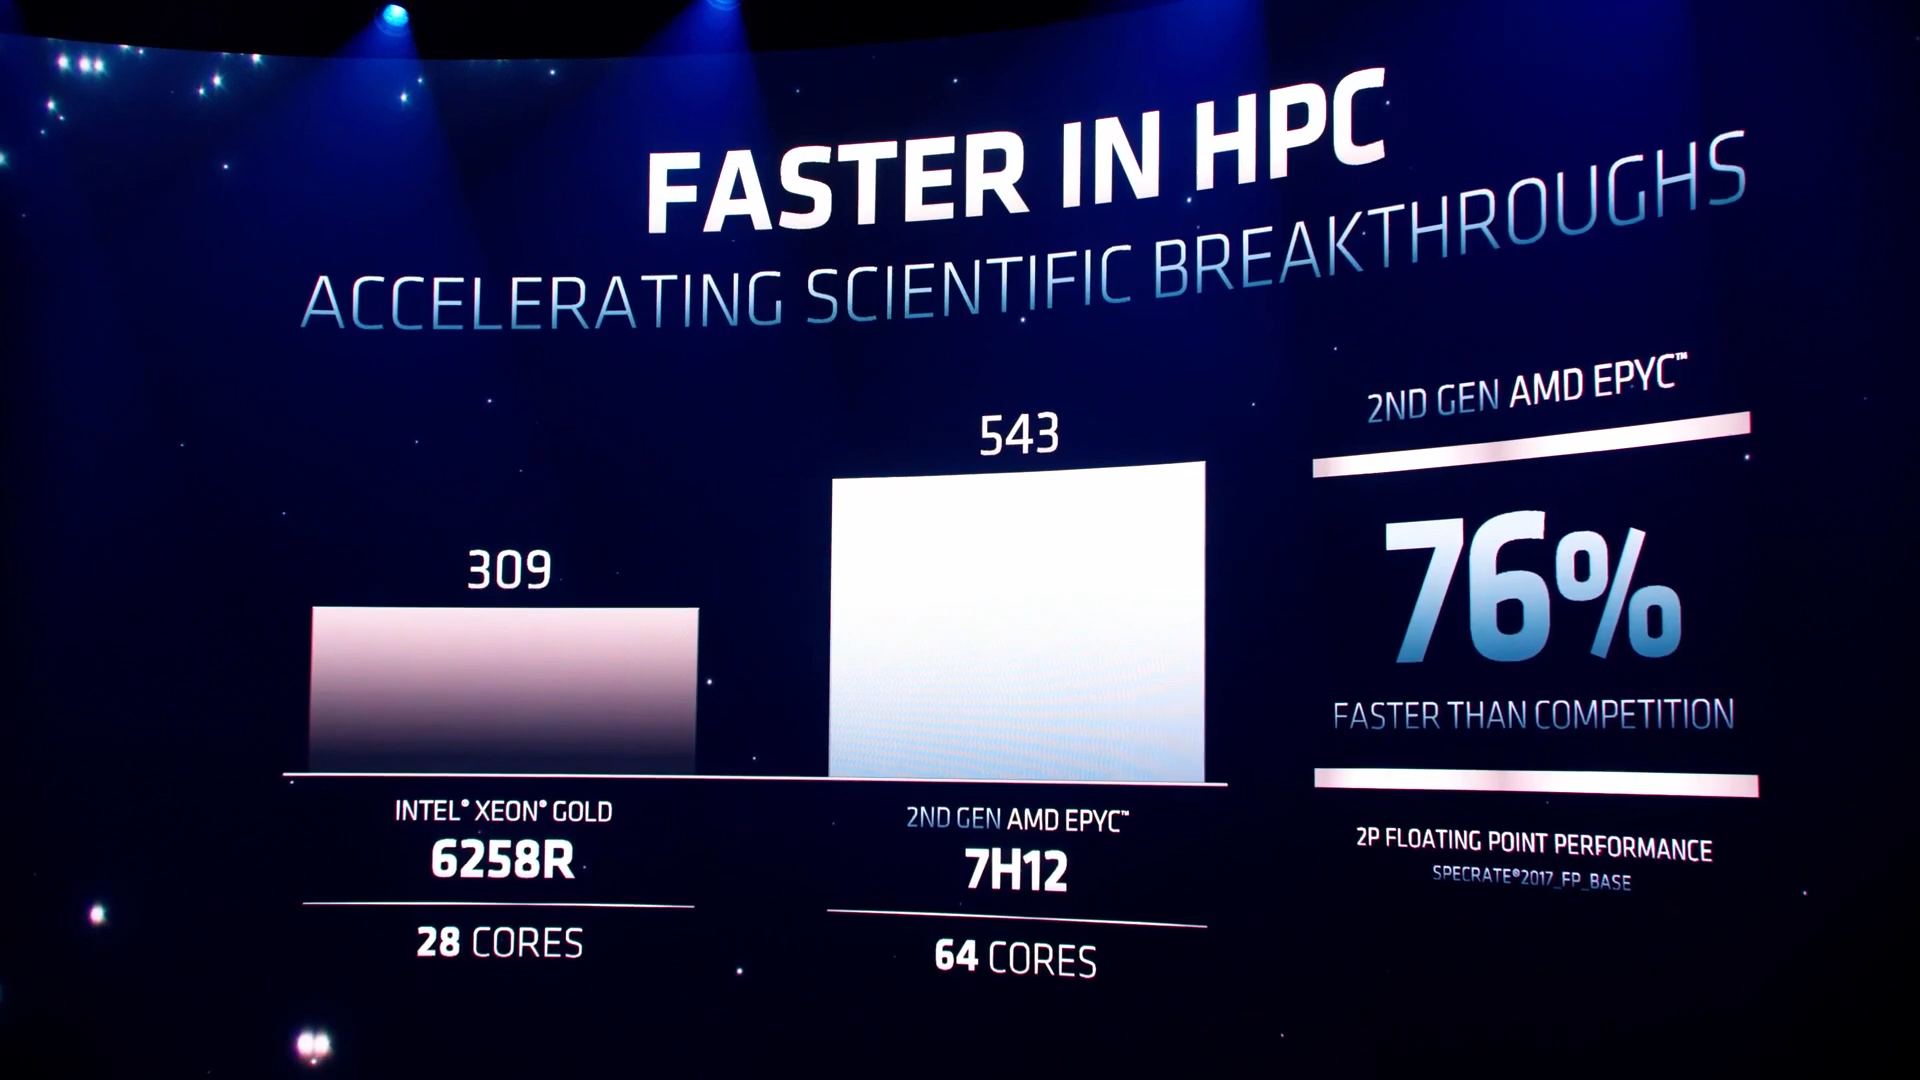 FASTER IN HPC
ACCELERATING SCIENTIFIC BREAKTHROUGHS
309
INTEL® XEON® GOLD
6258R
28 CORES
543
2ND GEN AMD EPYC™
7H12
64 CORES
2ND GEN AMD EPYC™
76%
FASTER THAN COMPETITION
2P FLOATING POINT PERFORMANCE
SPECRATE®2017_FP_BASE